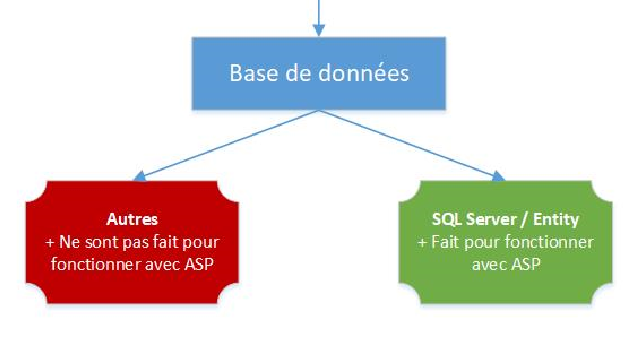 Base de données
Autres
+ Ne sont pas fait pour
fonctionner avec ASP
SQL Server / Entity
+ Fait pour fonctionner
avec ASP